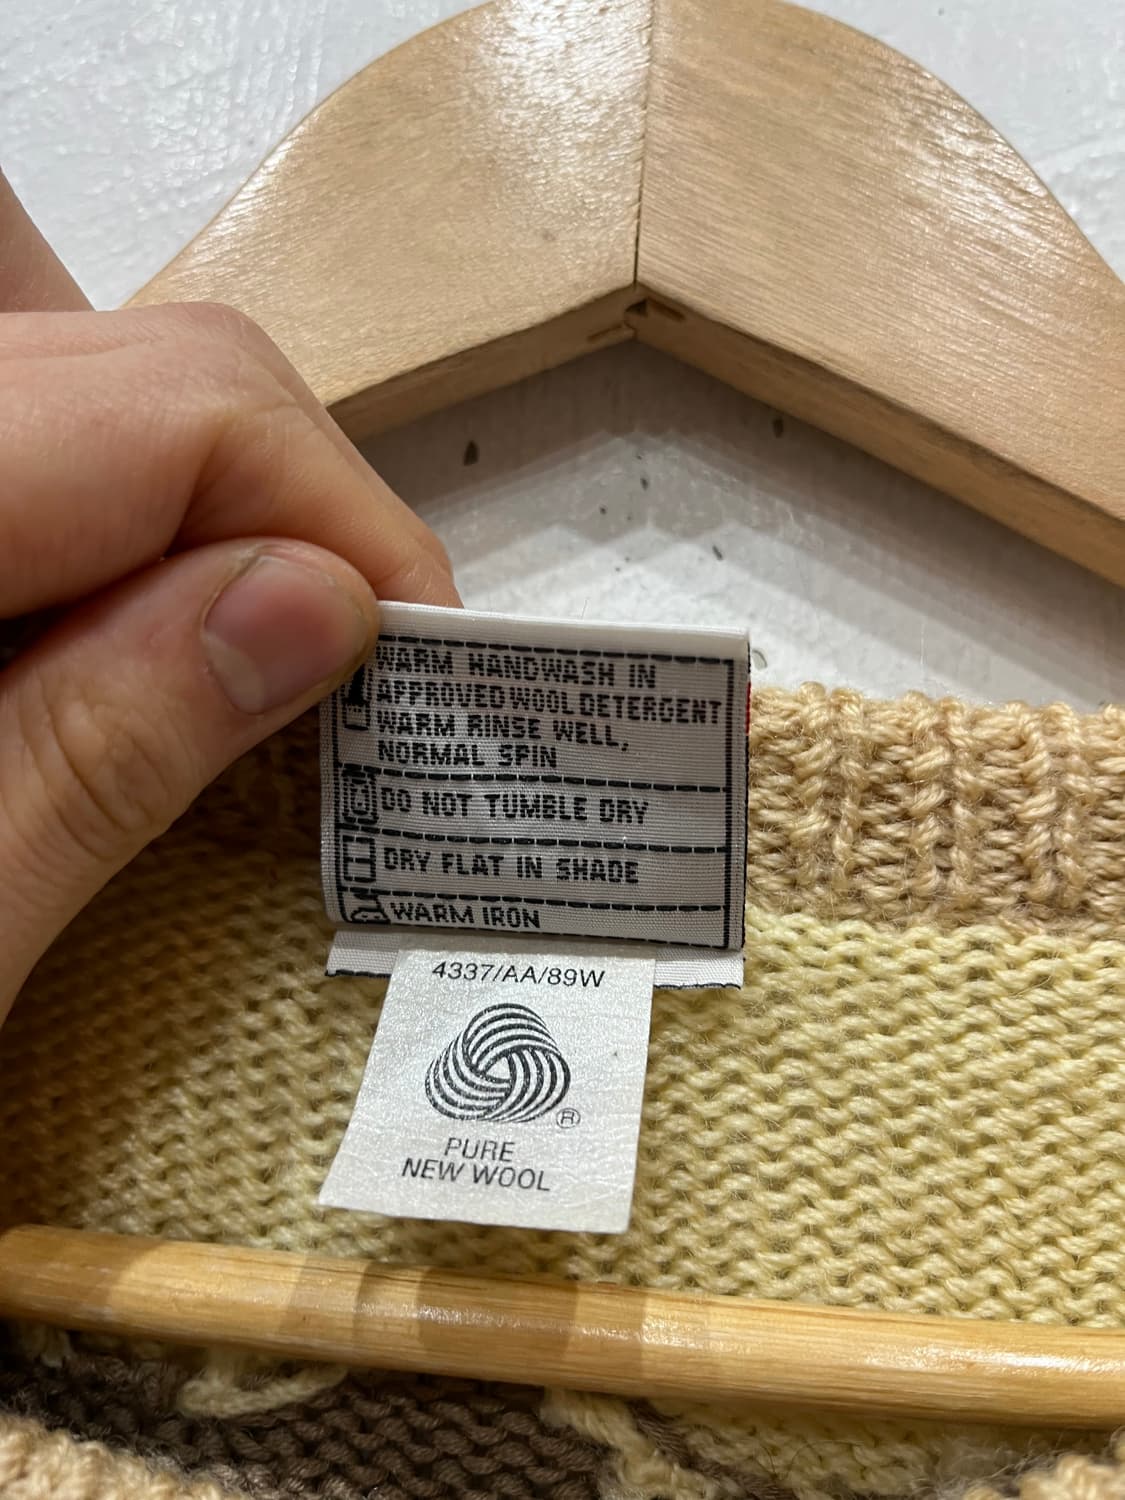 WARM HANDWASH IN
APPROVED WOOL DETERGENT
WARM RINSE WELL,
NORMAL SPIN
DO NOT TUMBLE DRY
DRY FLAT IN SHADE
WARM IRON
4337/AA/89W
®
PURE
NEW WOOL